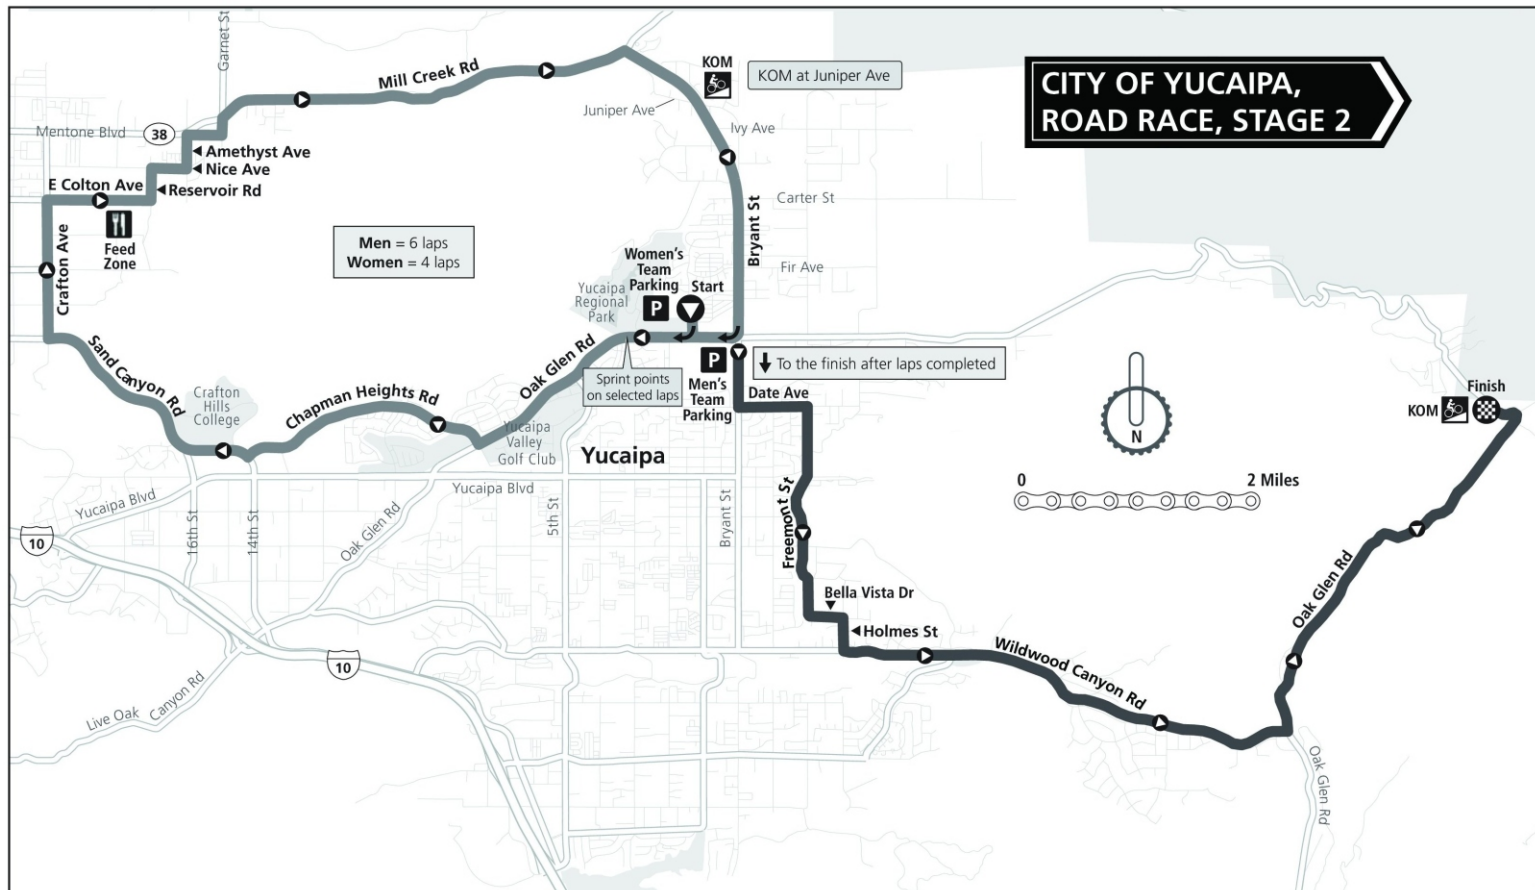 Garnet St
Mill Creek Rd
KOM
KOM at Juniper Ave
CITY OF YUCAIPA,
ROAD RACE, STAGE 2
Juniper Ave
Ivy Ave
Mentone Blvd
38
Amethyst Ave
Nice Ave
E Colton Ave
Reservoir Rd
Carter St
Bryant St
Feed
Zone
Crafton Ave
Men = 6 laps
Women = 4 laps
Women's
Team
Parking
P
Start
Fir Ave
Yucaipa
Regional
Park
Sand Canyon Rd
Oak Glen Rd
P
Men's
Team
Parking
To the finish after laps completed
Sprint points
on selected laps
Date Ave
Crafton
Hills
College
Chapman Heights Rd
Yucaipa
Valley
Golf Club
Yucaipa
N
KOM
Finish
0
2 Miles
Yucaipa Blvd
Yucaipa Blvd
16th St
14th St
Oak Glen Rd
5th St
Bryant St
Freemont St
10
Oak Glen Rd
Bella Vista Dr
Holmes St
Wildwood Canyon Rd
10
Live Oak
Canyon Rd
Oak Glen Rd